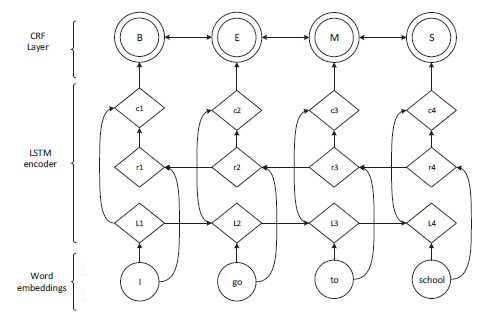 CRF
Layer
B
E
M
S
c1
c2
c3
c4
LSTM
encoder
r1
r2
r3
r4
L1
L2
L3
L4
Word
embeddings
I
go
to
school